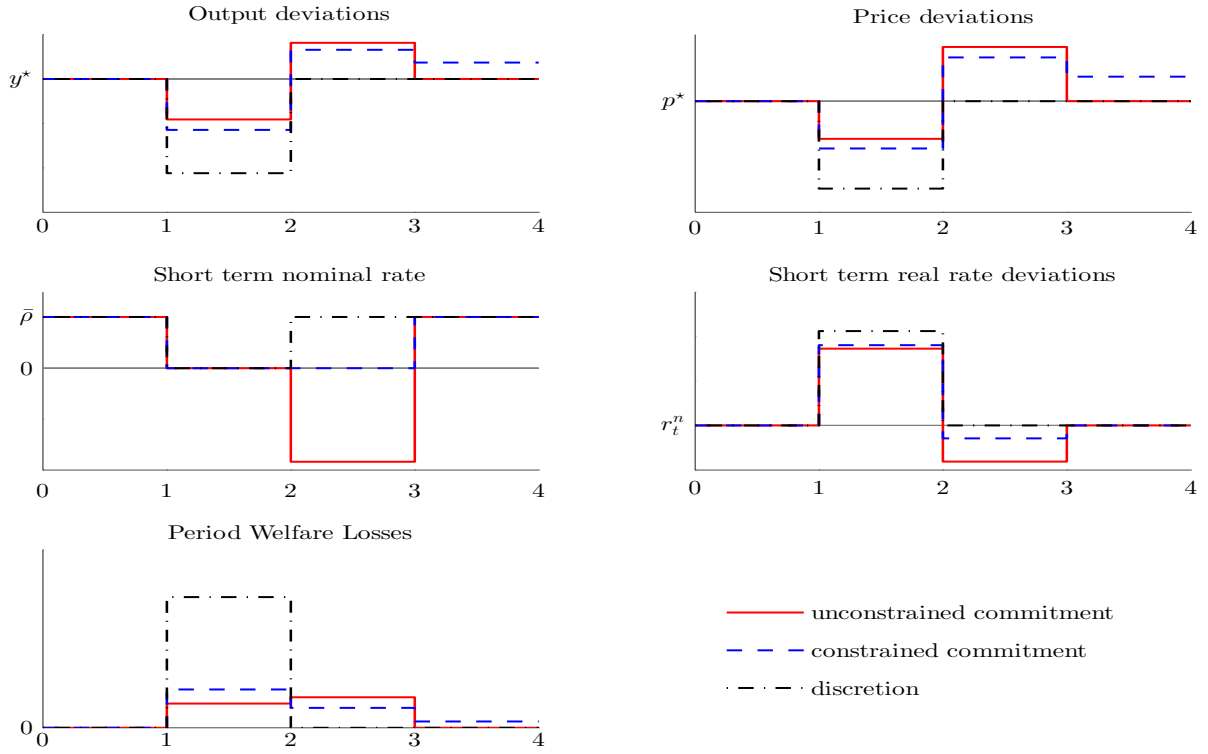 Output deviations
y⋆
0 1 2 3 4
Price deviations
p⋆
0 1 2 3 4
Short term nominal rate
ρ̄
0
0 1 2 3 4
Short term real rate deviations
r_t^n
0 1 2 3 4
Period Welfare Losses
0
0 1 2 3 4
unconstrained commitment
constrained commitment
discretion